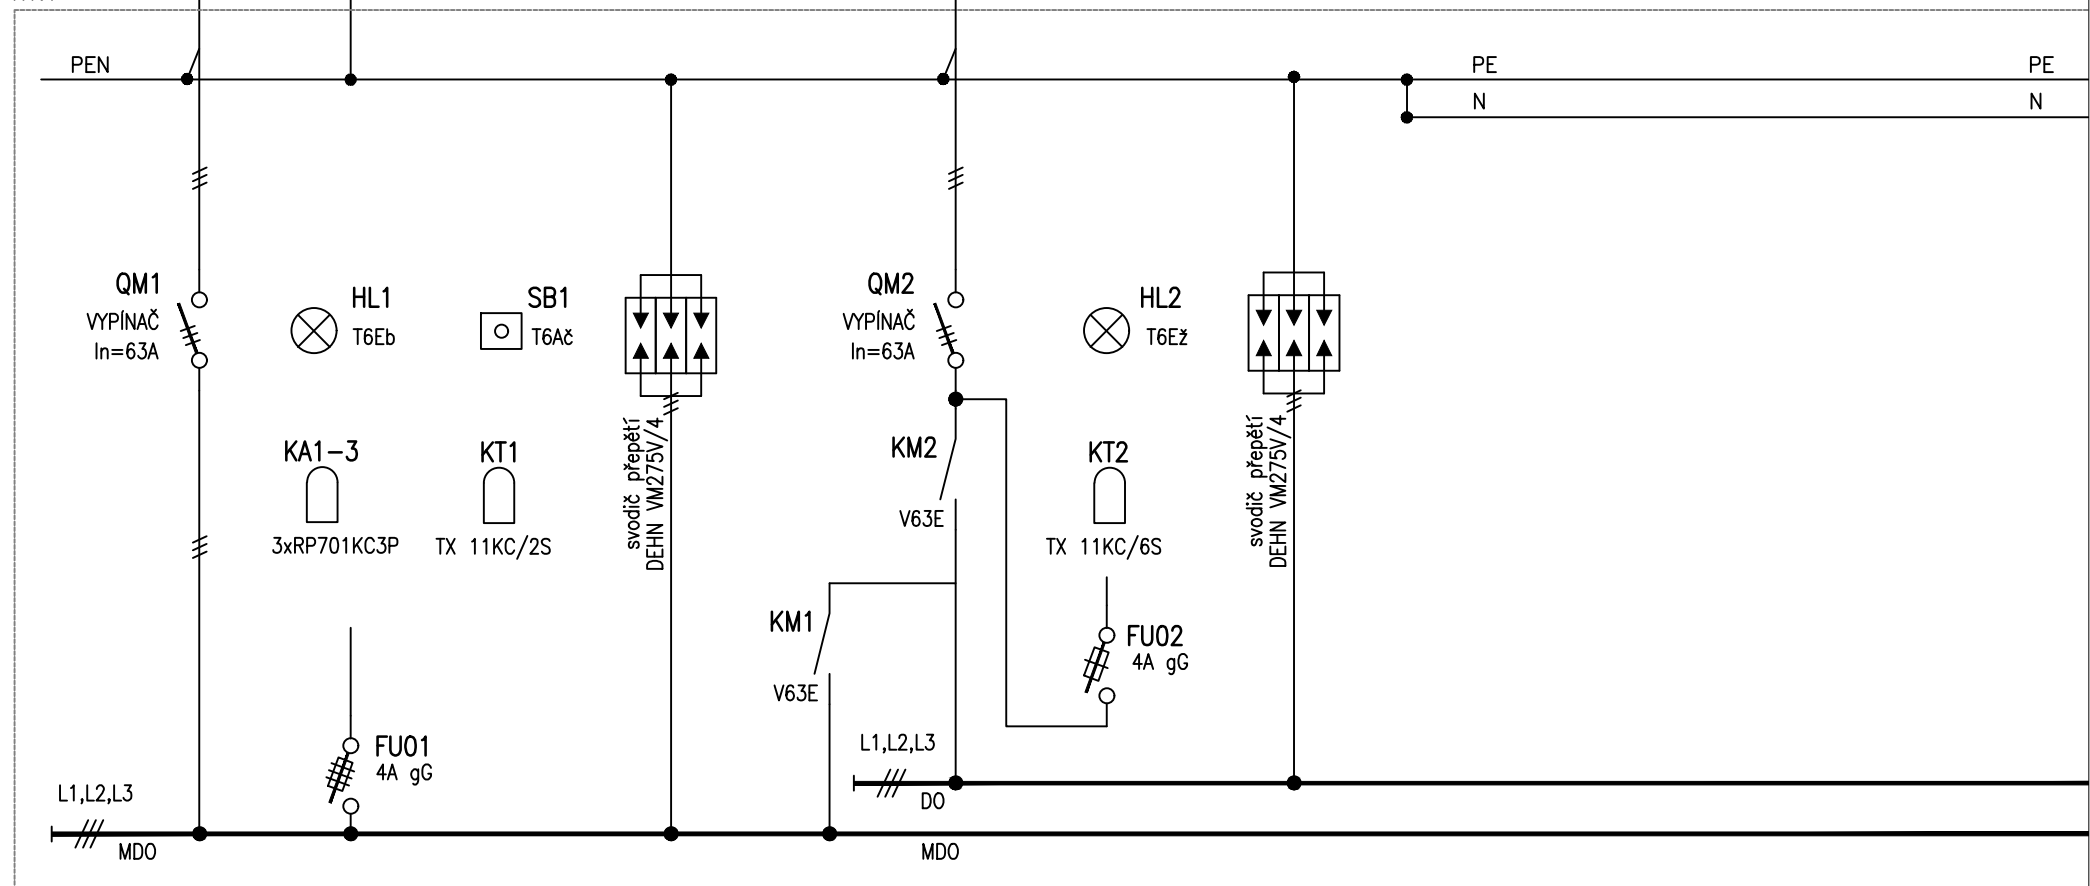 PEN
PE
PE
N
N
QM1
VYPÍNAČ
In=63A
HL1
T6Eb
SB1
T6Ač
QM2
VYPÍNAČ
In=63A
HL2
T6Ež
KA1-3
3xRP701KC3P
KT1
TX 11KC/2S
svodič přepětí
DEHN VM275V/4
KM2
V63E
KT2
TX 11KC/6S
svodič přepětí
DEHN VM275V/4
KM1
V63E
FU02
4A gG
FU01
4A gG
L1,L2,L3
DO
L1,L2,L3
MDO
MDO